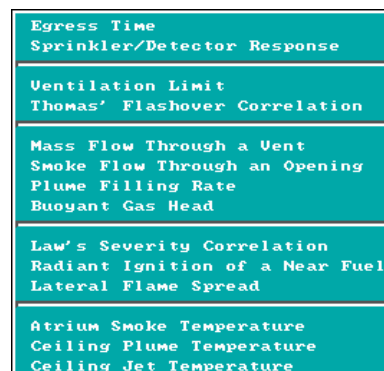 Egress Time
Sprinkler/Detector Response
Ventilation Limit
Thomas' Flashover Correlation
Mass Flow Through a Vent
Smoke Flow Through an Opening
Plume Filling Rate
Buoyant Gas Head
Law's Severity Correlation
Radiant Ignition of a Near Fuel
Lateral Flame Spread
Atrium Smoke Temperature
Ceiling Plume Temperature
Ceiling Jet Temperature